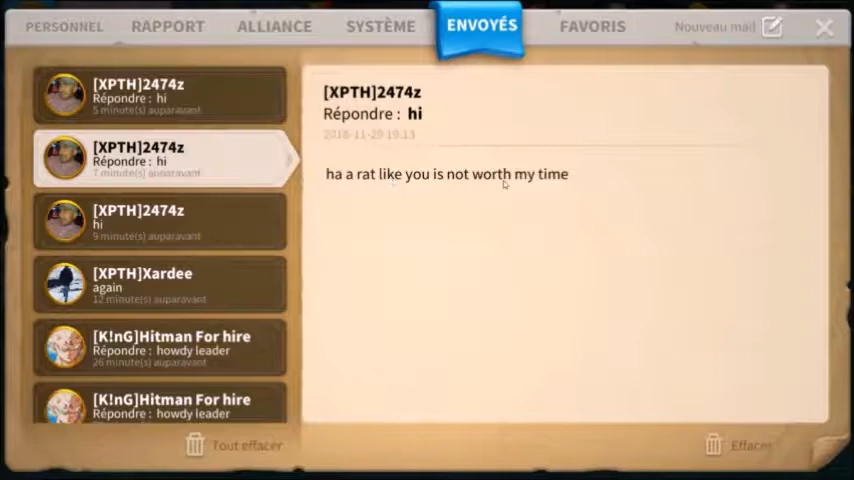 PERSONNEL RAPPORT ALLIANCE SYSTÈME ENVOYÉS FAVORIS Nouveau mail
[XPTH]2474z
Répondre : hi
5 minute(s) auparavant
[XPTH]2474z
Répondre : hi
7 minute(s) auparavant
[XPTH]2474z
hi
9 minute(s) auparavant
[XPTH]Xardee
again
12 minute(s) auparavant
[K!nG]Hitman For hire
Répondre : howdy leader
26 minute(s) auparavant
[K!nG]Hitman For hire
Répondre : howdy leader
Tout effacer
[XPTH]2474z
Répondre : hi
2018-11-29 19:13
ha a rat like you is not worth my time
Effacer